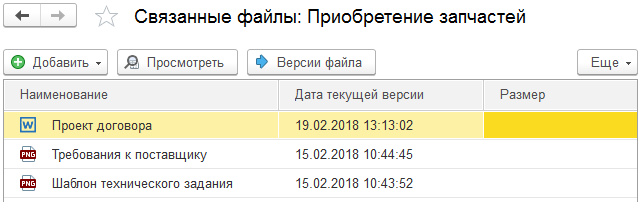 Связанные файлы: Приобретение запчастей
Добавить Просмотреть Версии файла Еще
Наименование Дата текущей версии Размер
W Проект договора 19.02.2018 13:13:02
PNG Требования к поставщику 15.02.2018 10:44:45
PNG Шаблон технического задания 15.02.2018 10:43:52